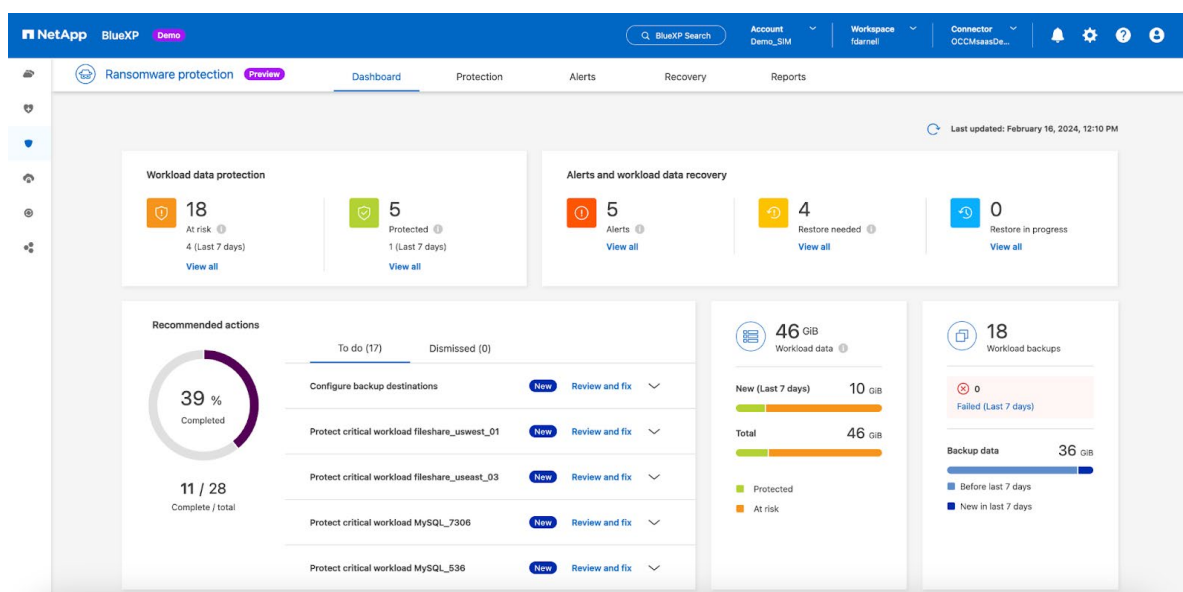 NetApp BlueXP Demo
BlueXP Search
Account
Demo_SIM
Workspace
fdarnell
Connector
OCCMsaasDe...
Ransomware protection Preview
Dashboard Protection Alerts Recovery Reports
Last updated: February 16, 2024, 12:10 PM
Workload data protection
18
At risk
4 (Last 7 days)
View all
5
Protected
1 (Last 7 days)
View all
Alerts and workload data recovery
5
Alerts
View all
4
Restore needed
View all
0
Restore in progress
View all
Recommended actions
39 %
Completed
11 / 28
Complete / total
To do (17) Dismissed (0)
Configure backup destinations New Review and fix
Protect critical workload fileshare_uswest_01 New Review and fix
Protect critical workload fileshare_useast_03 New Review and fix
Protect critical workload MySQL_7306 New Review and fix
Protect critical workload MySQL_536 New Review and fix
46 GiB
Workload data
New (Last 7 days) 10 GiB
Total 46 GiB
Protected
At risk
18
Workload backups
0
Failed (Last 7 days)
Backup data 36 GiB
Before last 7 days
New in last 7 days